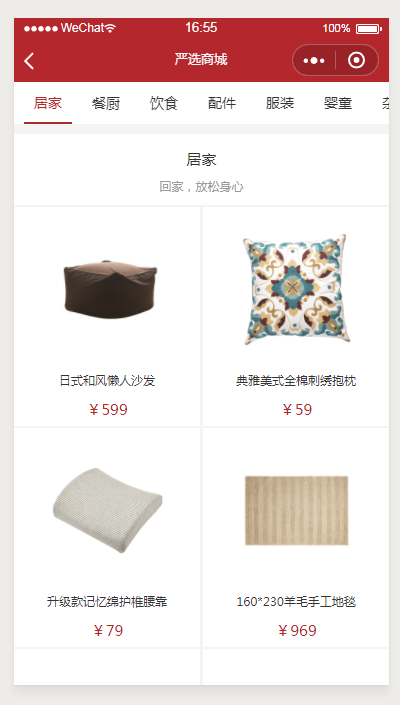 WeChat 16:55 100%
严选商城
居家 餐厨 饮食 配件 服装 婴童
居家
回家，放松身心
日式和风懒人沙发 典雅美式全棉刺绣抱枕
￥599 ￥59
升级款记忆绵护椎腰靠 160*230羊毛手工地毯
￥79 ￥969